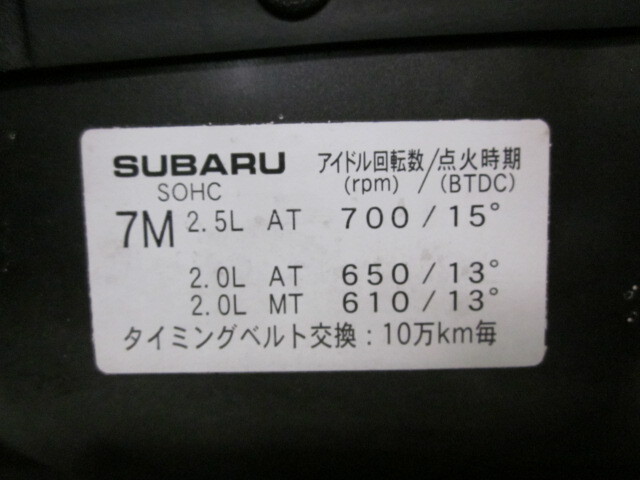 SUBARU アイドル回転数/点火時期
SOHC (rpm) (BTDC)
7M 2.5L AT 700/15°
2.0L AT 650/13°
2.0L MT 610/13°
タイミングベルト交換:10万km毎